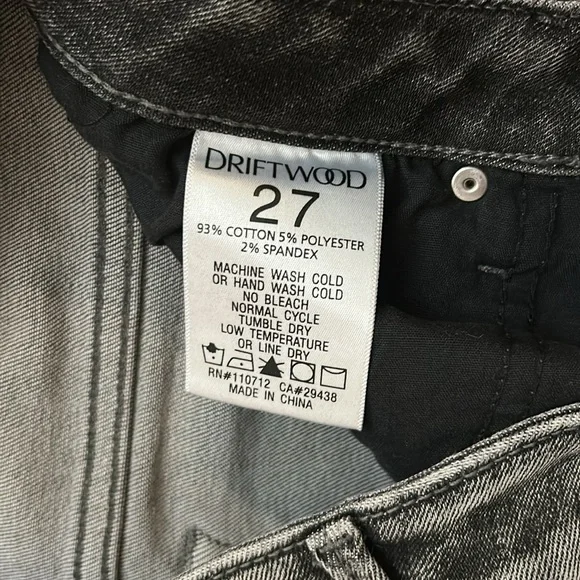 DRIFTWOOD
27
93% COTTON 5% POLYESTER
2% SPANDEX
MACHINE WASH COLD
OR HAND WASH COLD
NO BLEACH
NORMAL CYCLE
TUMBLE DRY
LOW TEMPERATURE
OR LINE DRY
RN#110712 CA#29438
MADE IN CHINA